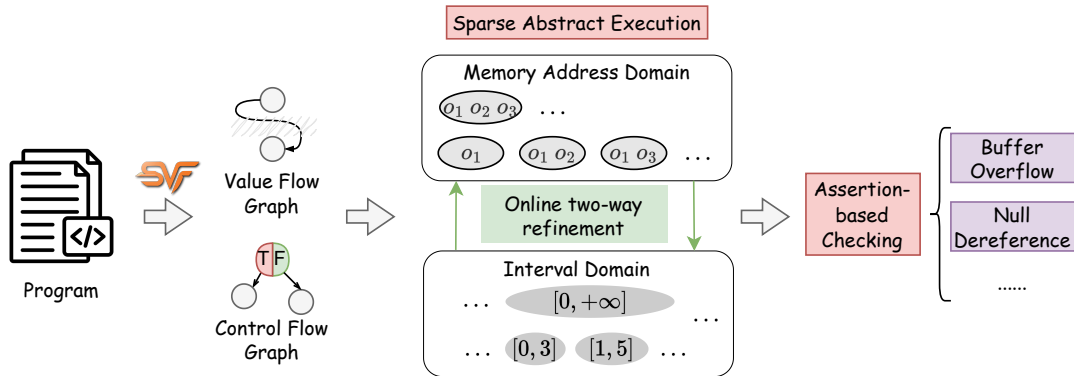 Sparse Abstract Execution
Memory Address Domain
o₁ o₂ o₃ ...
o₁ o₁ o₂ o₁ o₃ ...
Online two-way
refinement
Interval Domain
... [0, +∞] ...
... [0, 3] [1, 5] ...
</>
Program
SVF
Value Flow
Graph
T F
Control Flow
Graph
Assertion-
based
Checking
Buffer
Overflow
Null
Dereference
......